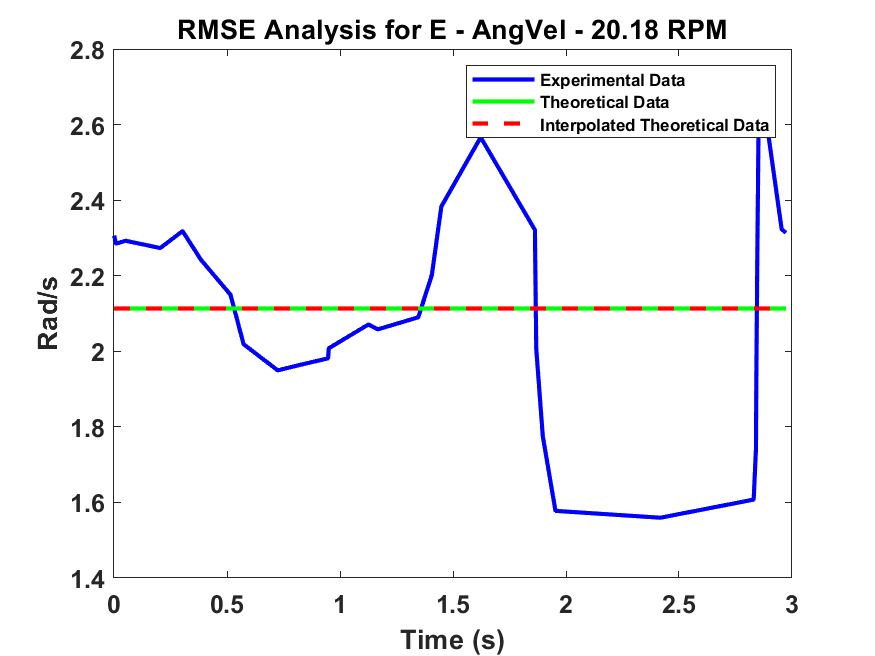 RMSE Analysis for E - AngVel - 20.18 RPM
2.8
2.6
2.4
2.2
2
1.8
1.6
1.4
Rad/s
Experimental Data
Theoretical Data
Interpolated Theoretical Data
0 0.5 1 1.5 2 2.5 3
Time (s)